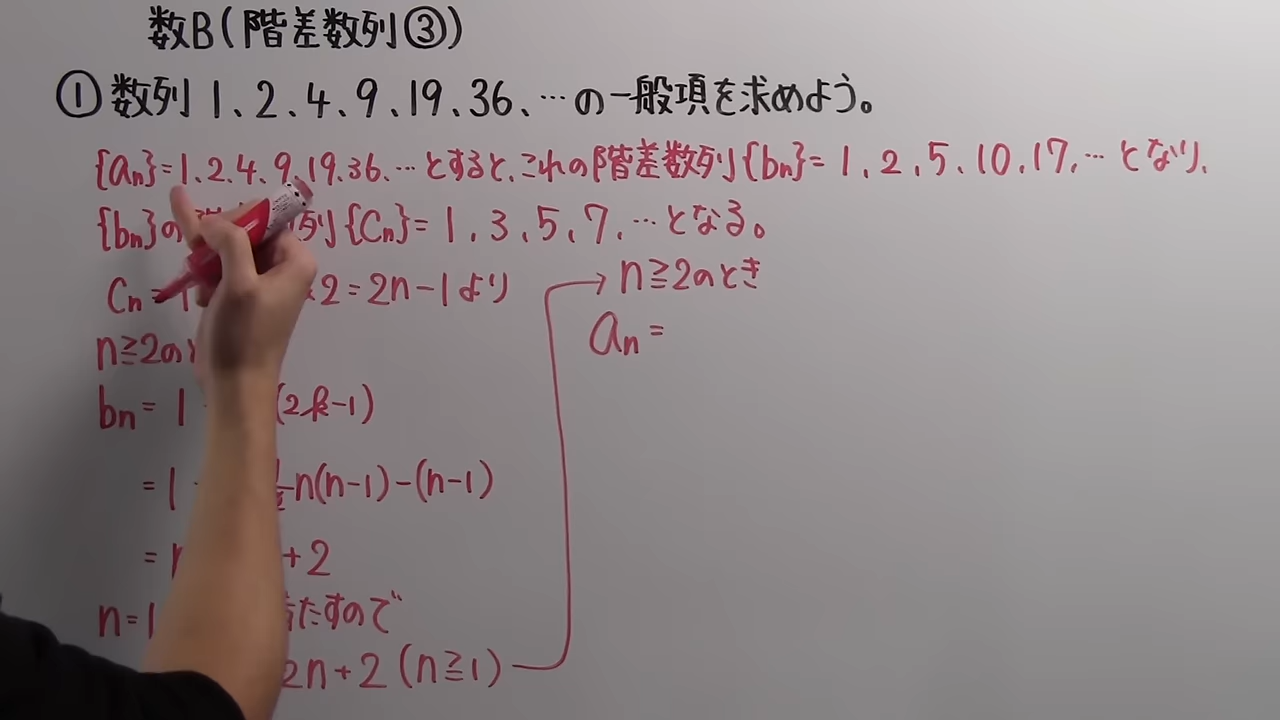 数B(階差数列③)
① 数列 1、2、4、9、19、36、…の一般項を求めよう。
{an}=1、2、4、9、19、36、…とすると、これの階差数列{bn}= 1、2、5、10、17、…となり、
{bn}の 列{Cn}= 1、3、5、7、…となる。
Cn= 2=2n-1より
n≧2の
bn= 1 (2k-1)
=1 n(n-1)-(n-1)
= +2
n=1 たすので
2n+2 (n≧1)
n≧2のとき
an=